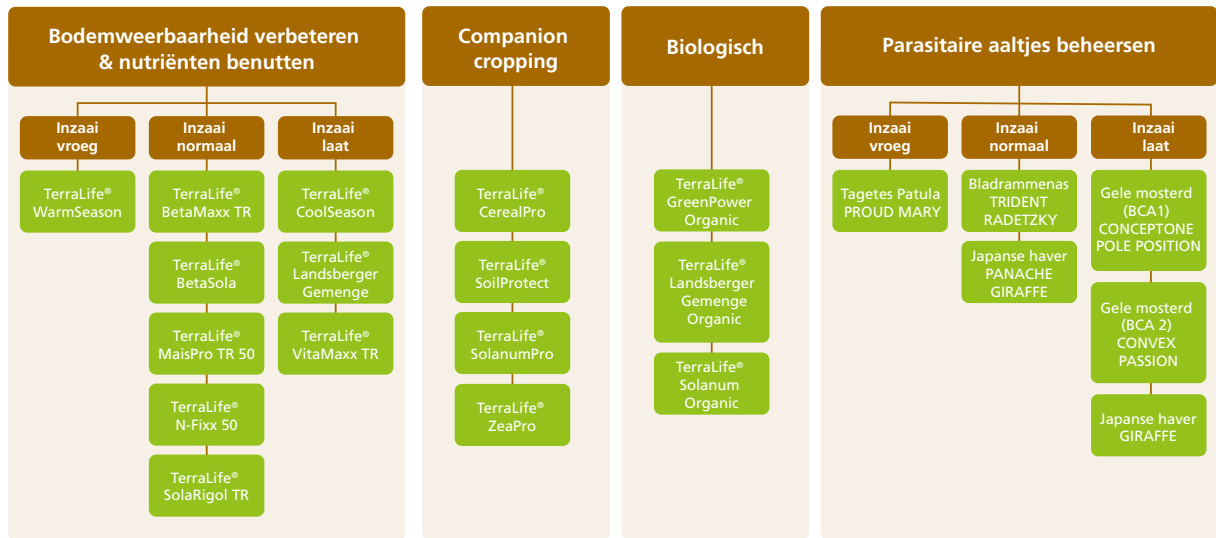 Bodemweerbaarheid verbeteren
& nutriënten benutten
Inzaai
vroeg
TerraLife®
WarmSeason
Inzaai
normaal
TerraLife®
BetaMaxx TR
TerraLife®
BetaSola
TerraLife®
MaisPro TR 50
TerraLife®
N-Fixx 50
TerraLife®
SolaRigol TR
Inzaai
laat
TerraLife®
CoolSeason
TerraLife®
Landsberger
Gemenge
TerraLife®
VitaMaxx TR
Companion
cropping
TerraLife®
CerealPro
TerraLife®
SoilProtect
TerraLife®
SolanumPro
TerraLife®
ZeaPro
Biologisch
TerraLife®
GreenPower
Organic
TerraLife®
Landsberger
Gemenge
Organic
TerraLife®
Solanum
Organic
Parasitaire aaltjes beheersen
Inzaai
vroeg
Tagetes Patula
PROUD MARY
Inzaai
normaal
Bladrammenas
TRIDENT
RADETZKY
Japanse haver
PANACHE
GIRAFFE
Inzaai
laat
Gele mosterd
(BCA1)
CONCEPTONE
POLE POSITION
Gele mosterd
(BCA 2)
CONVEX
PASSION
Japanse haver
GIRAFFE